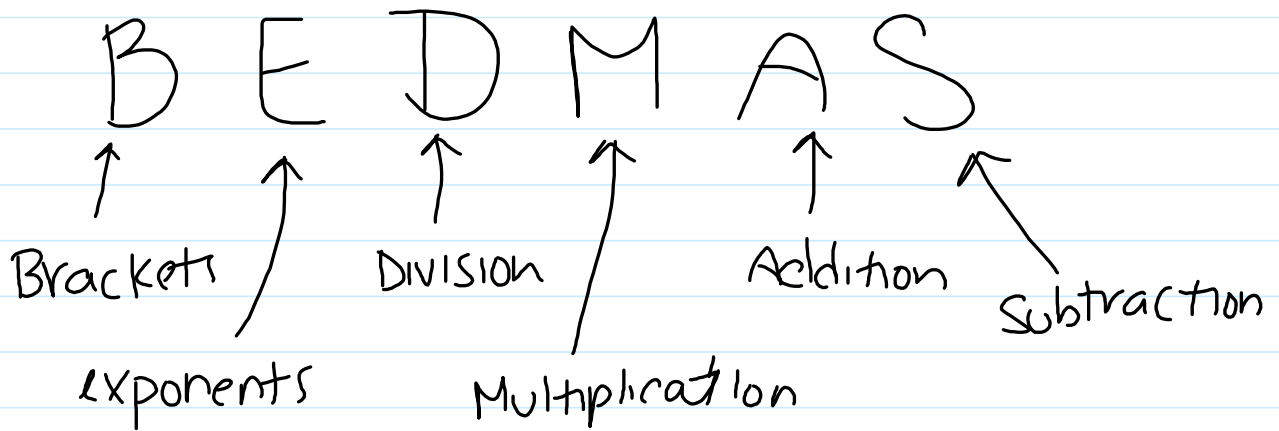 B E D M A S
Brackets Division Addition Subtraction
exponents Multiplication